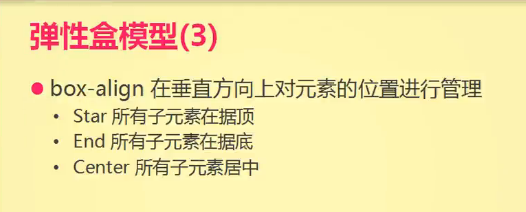 弹性盒模型(3)
box-align 在垂直方向上对元素的位置进行管理
Star 所有子元素在据顶
End 所有子元素在据底
Center 所有子元素居中